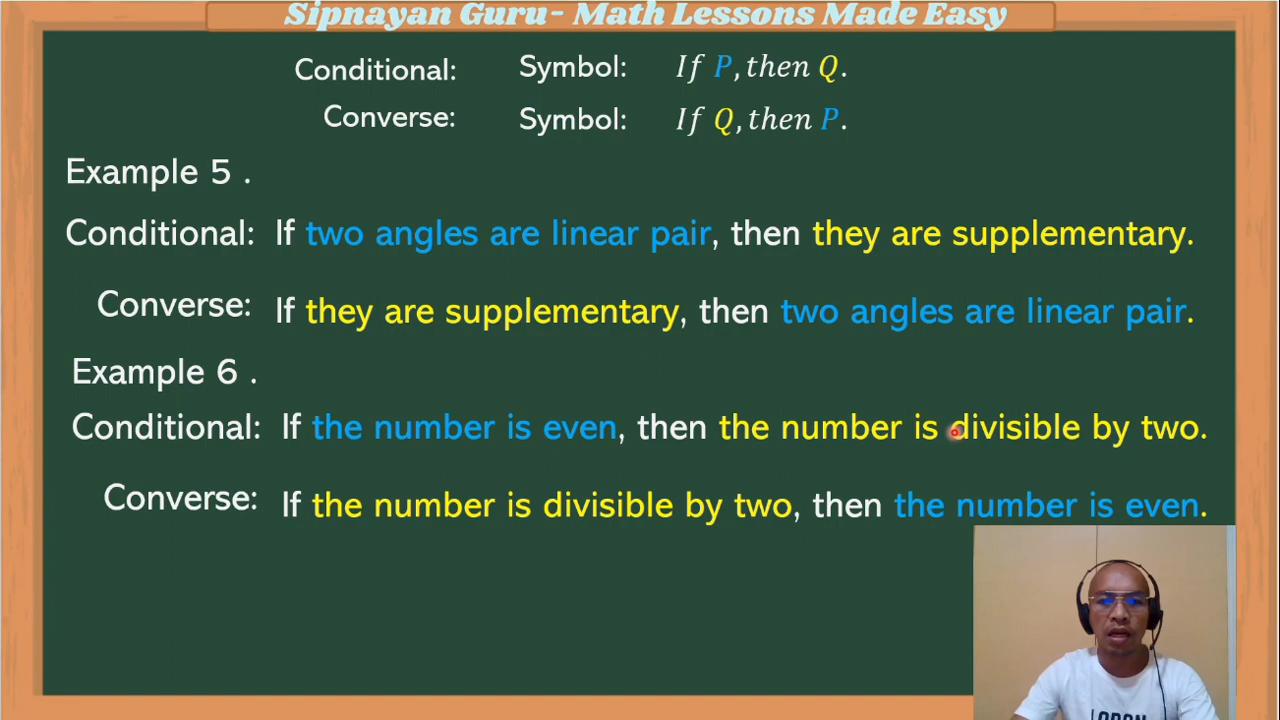 Sipnayan Guru- Math Lessons Made Easy
Conditional: Symbol: If P, then Q.
Converse: Symbol: If Q, then P.
Example 5 .
Conditional: If two angles are linear pair, then they are supplementary.
Converse: If they are supplementary, then two angles are linear pair.
Example 6 .
Conditional: If the number is even, then the number is divisible by two.
Converse: If the number is divisible by two, then the number is even.